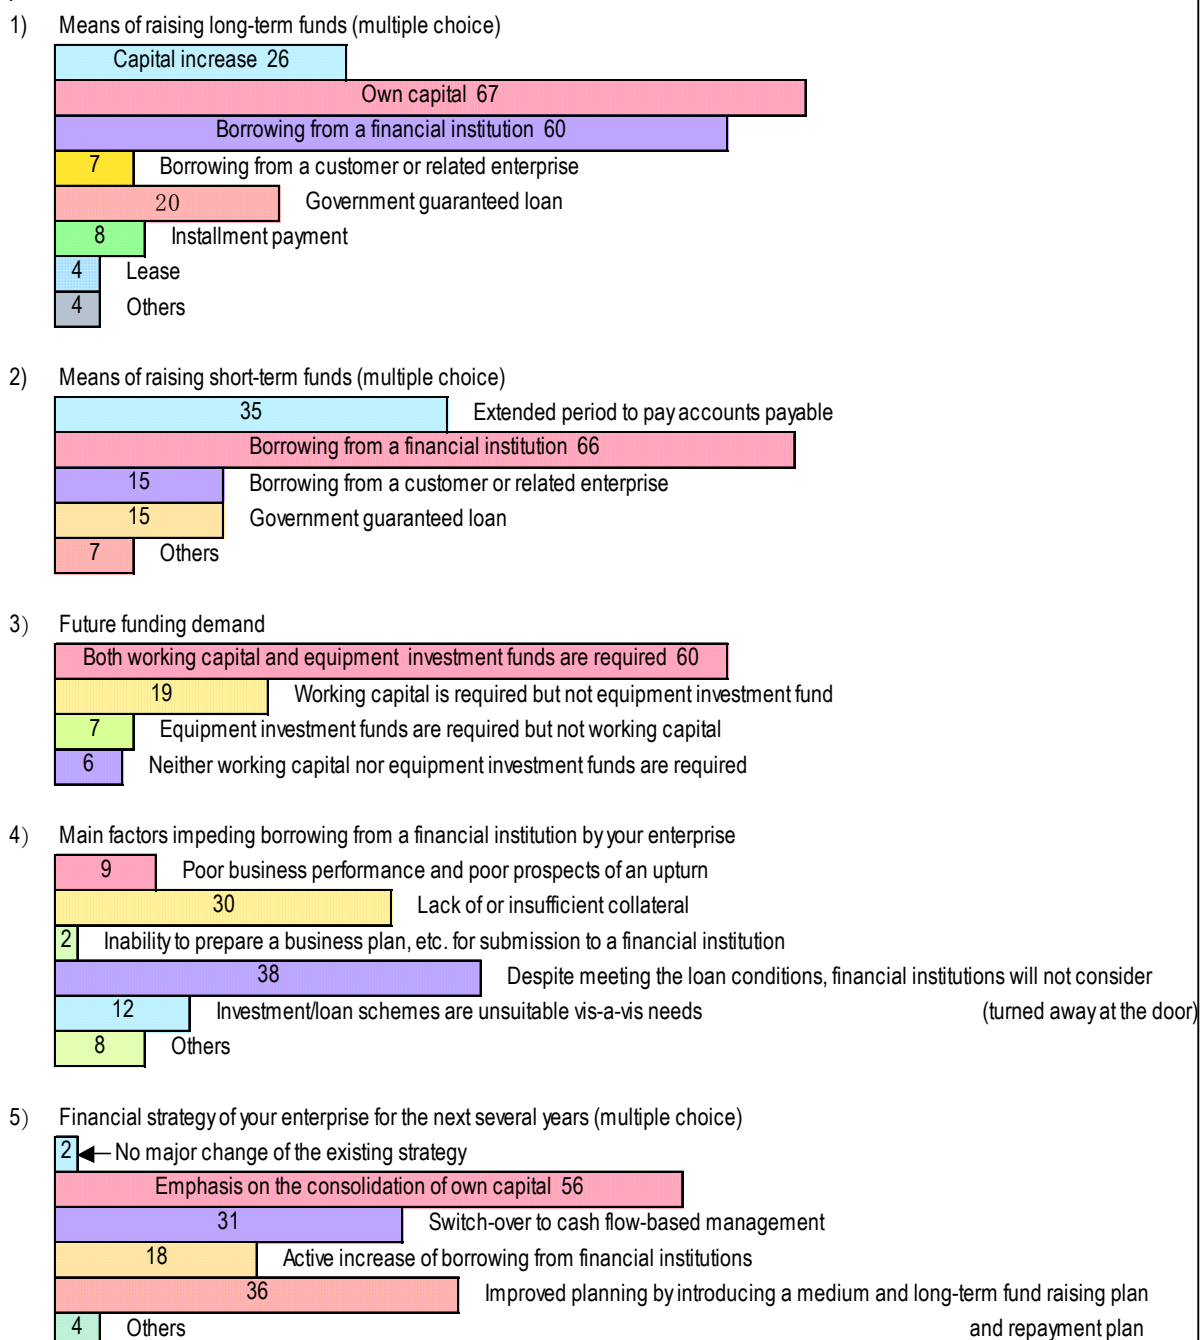 1) Means of raising long-term funds (multiple choice)
Capital increase 26
Own capital 67
Borrowing from a financial institution 60
7 Borrowing from a customer or related enterprise
20 Government guaranteed loan
8 Installment payment
4 Lease
4 Others
2) Means of raising short-term funds (multiple choice)
35 Extended period to pay accounts payable
Borrowing from a financial institution 66
15 Borrowing from a customer or related enterprise
15 Government guaranteed loan
7 Others
3) Future funding demand
Both working capital and equipment investment funds are required 60
19 Working capital is required but not equipment investment fund
7 Equipment investment funds are required but not working capital
6 Neither working capital nor equipment investment funds are required
4) Main factors impeding borrowing from a financial institution by your enterprise
9 Poor business performance and poor prospects of an upturn
30 Lack of or insufficient collateral
2 Inability to prepare a business plan, etc. for submission to a financial institution
38 Despite meeting the loan conditions, financial institutions will not consider
12 Investment/loan schemes are unsuitable vis-a-vis needs (turned away at the door)
8 Others
5) Financial strategy of your enterprise for the next several years (multiple choice)
2 No major change of the existing strategy
Emphasis on the consolidation of own capital 56
31 Switch-over to cash flow-based management
18 Active increase of borrowing from financial institutions
36 Improved planning by introducing a medium and long-term fund raising plan
4 Others and repayment plan